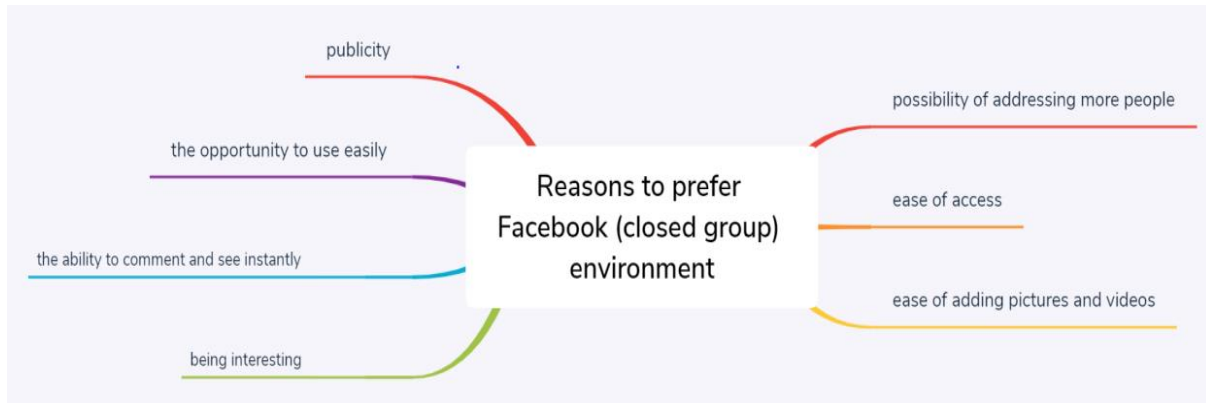 publicity
the opportunity to use easily
the ability to comment and see instantly
being interesting
Reasons to prefer
Facebook (closed group)
environment
possibility of addressing more people
ease of access
ease of adding pictures and videos